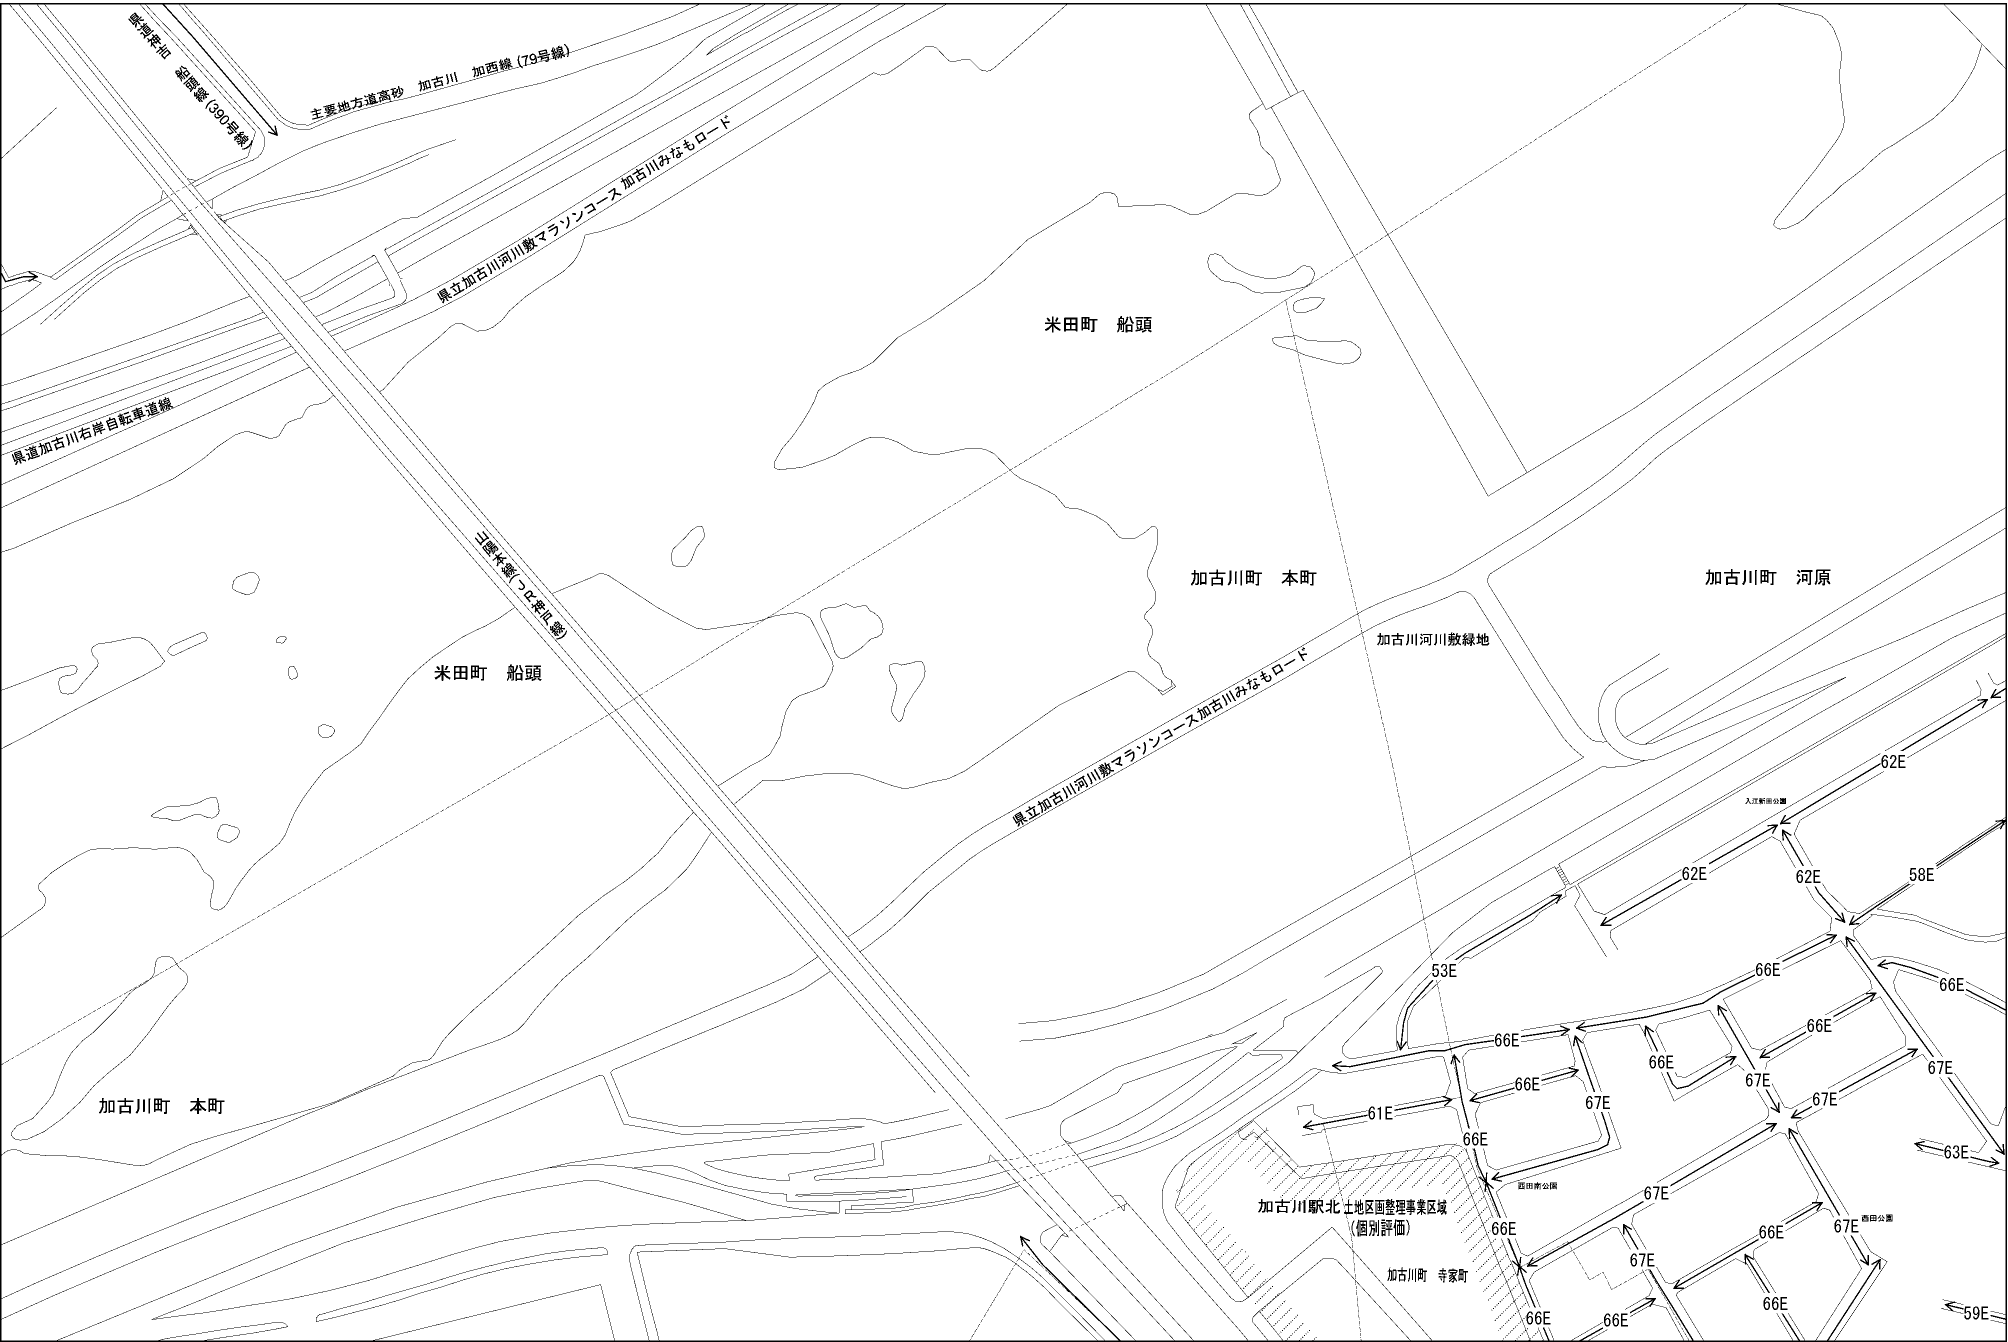 県道神吉　船頭線 (390号線)
主要地方道高砂　加古川　加西線 (79号線)
県立加古川河川敷マラソンコース 加古川みなもロード
県道加古川右岸自転車道線
山陽本線(JR神戸線)
米田町　船頭
米田町　船頭
加古川町　本町
加古川町　河原
加古川河川敷緑地
県立加古川河川敷マラソンコース加古川みなもロード
加古川町　本町
入江新田公園
62E
62E
62E
58E
53E
66E
66E
66E
66E
66E
66E
67E
67E
67E
67E
61E
66E
63E
西田南公園
67E
加古川駅北 土地区画整理事業区域
(個別評価)
加古川町　寺家町
66E
66E
67E
西田公園
67E
66E
66E
66E
59E